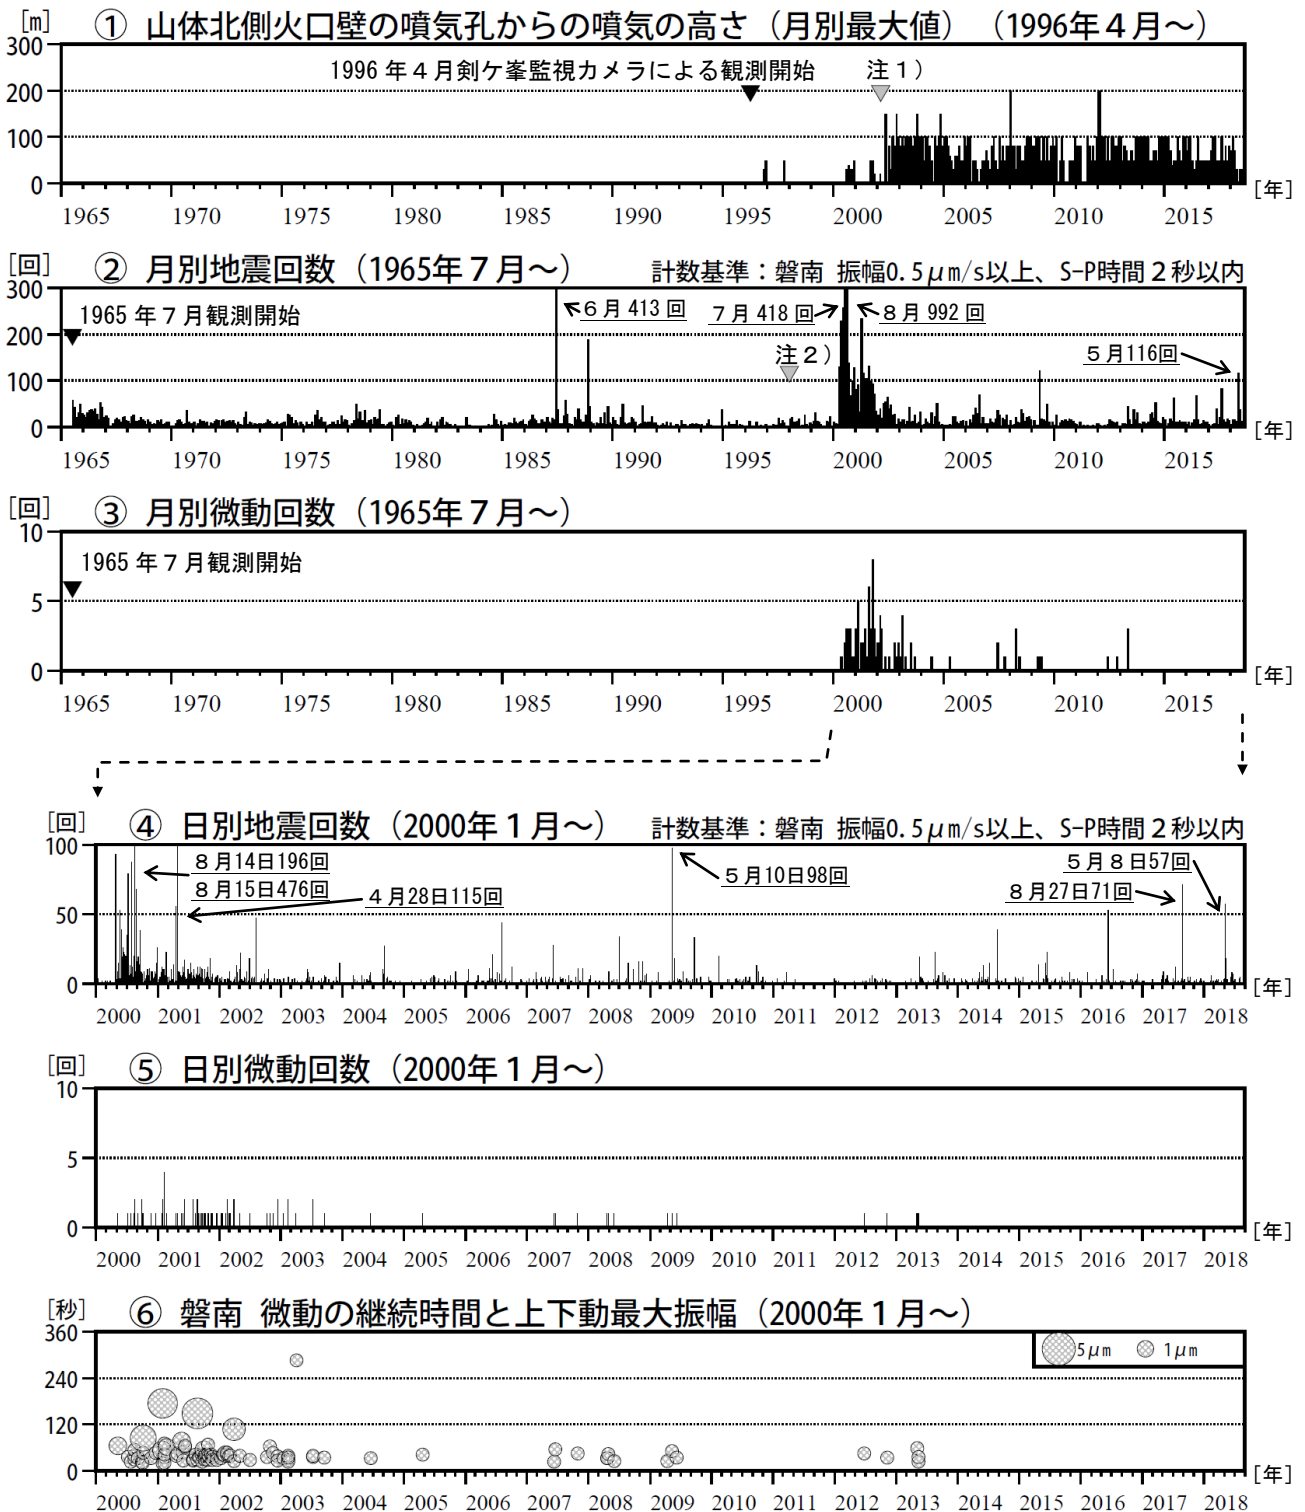 [m] ① 山体北側火口壁の噴気孔からの噴気の高さ（月別最大値）（1996年４月～）
300
1996 年４月剣ケ峯監視カメラによる観測開始 注１）
200
100
0
[年]
1965 1970 1975 1980 1985 1990 1995 2000 2005 2010 2015
[回] ② 月別地震回数（1965年７月～） 計数基準：磐南 振幅0.5μm/s以上、S-P時間２秒以内
300
1965 年７月観測開始 ６月 413 回 ７月 418 回 ８月 992 回
200
注２） ５月116回
100
0
[年]
1965 1970 1975 1980 1985 1990 1995 2000 2005 2010 2015
[回] ③ 月別微動回数（1965年７月～）
10
1965 年７月観測開始
5
0
[年]
1965 1970 1975 1980 1985 1990 1995 2000 2005 2010 2015
[回] ④ 日別地震回数（2000年１月～） 計数基準：磐南 振幅0.5μm/s以上、S-P時間２秒以内
100
８月14日196回 ５月10日98回 ５月８日57回
８月15日476回 ４月28日115回 ８月27日71回
50
0
[年]
2000 2001 2002 2003 2004 2005 2006 2007 2008 2009 2010 2011 2012 2013 2014 2015 2016 2017 2018
[回] ⑤ 日別微動回数（2000年１月～）
10
5
0
[年]
2000 2001 2002 2003 2004 2005 2006 2007 2008 2009 2010 2011 2012 2013 2014 2015 2016 2017 2018
[秒] ⑥ 磐南 微動の継続時間と上下動最大振幅（2000年１月～）
360
5μm 1μm
240
120
0
[年]
2000 2001 2002 2003 2004 2005 2006 2007 2008 2009 2010 2011 2012 2013 2014 2015 2016 2017 2018